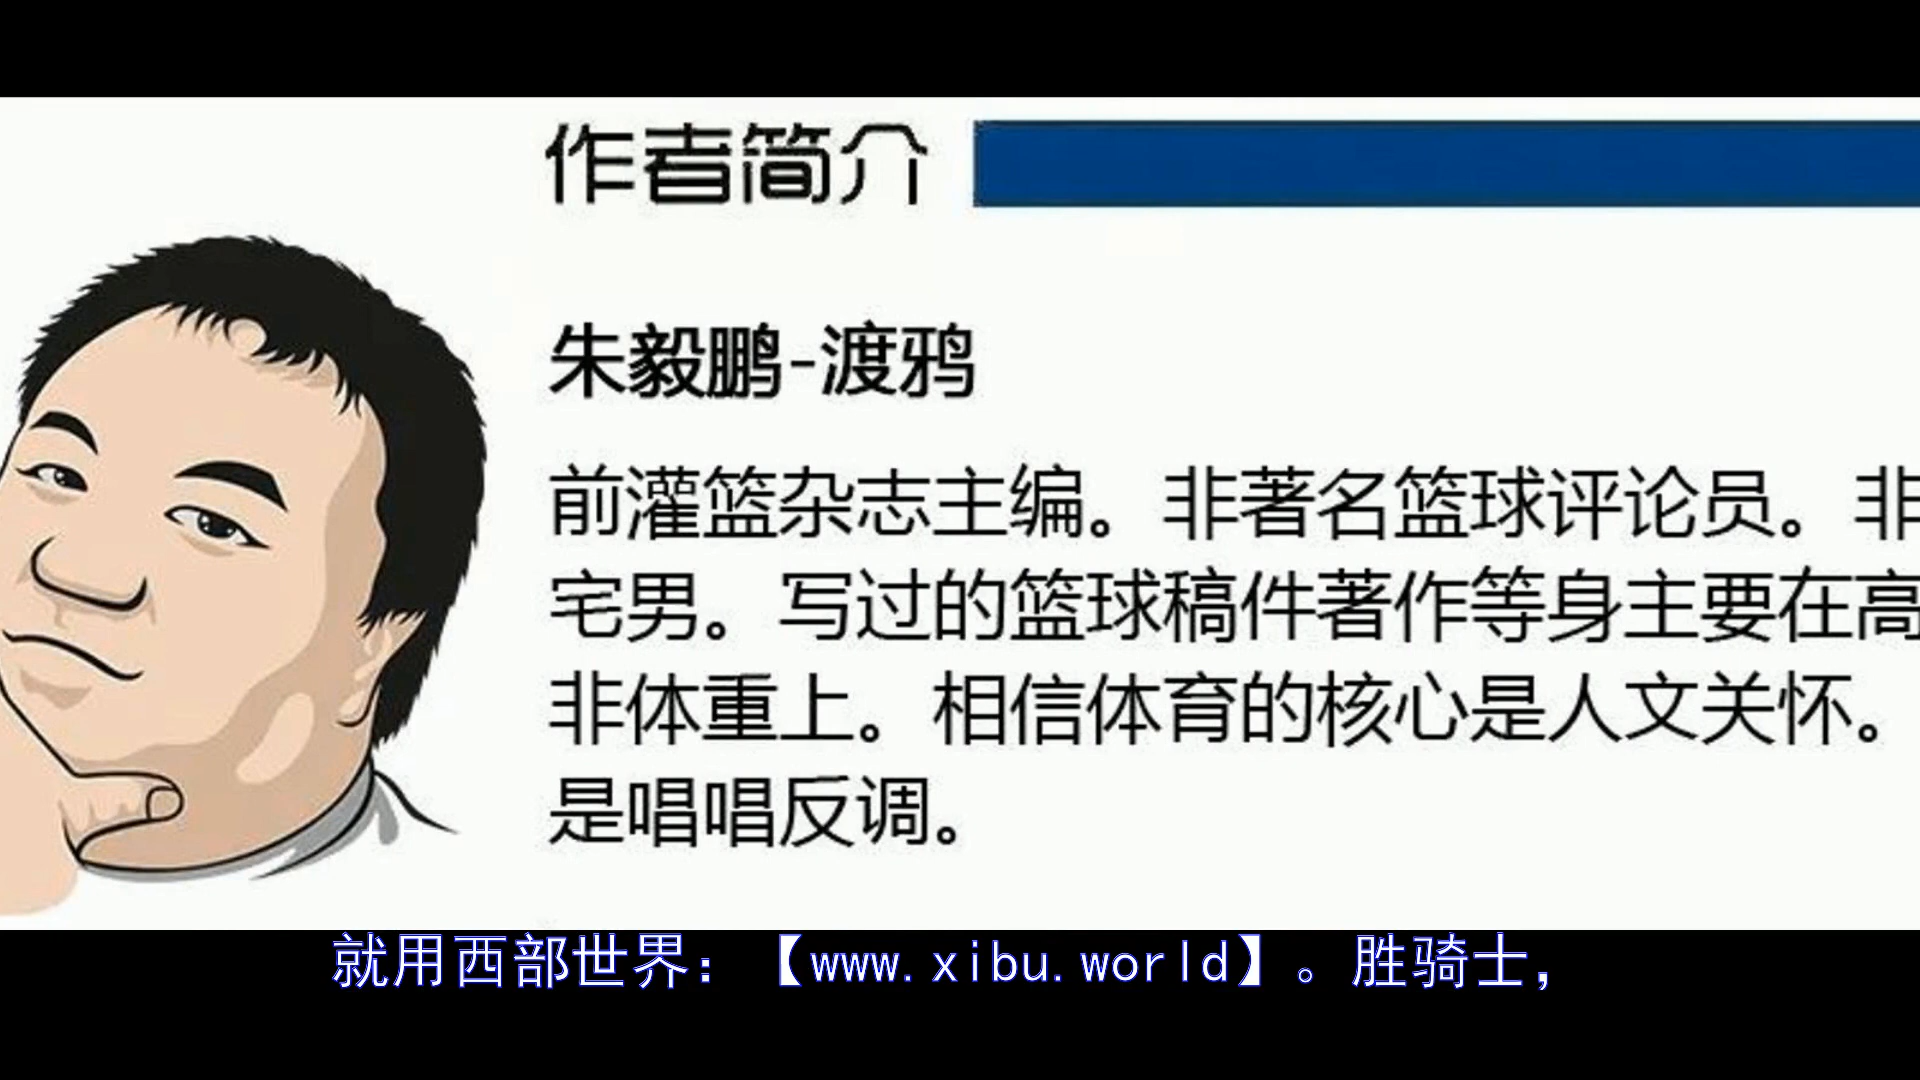 作者简介
朱毅鹏-渡鸦
前灌篮杂志主编。非著名篮球评论员。非
宅男。写过的篮球稿件著作等身主要在高
非体重上。相信体育的核心是人文关怀。
是唱唱反调。
就用西部世界：【www.xibu.world】。胜骑士，